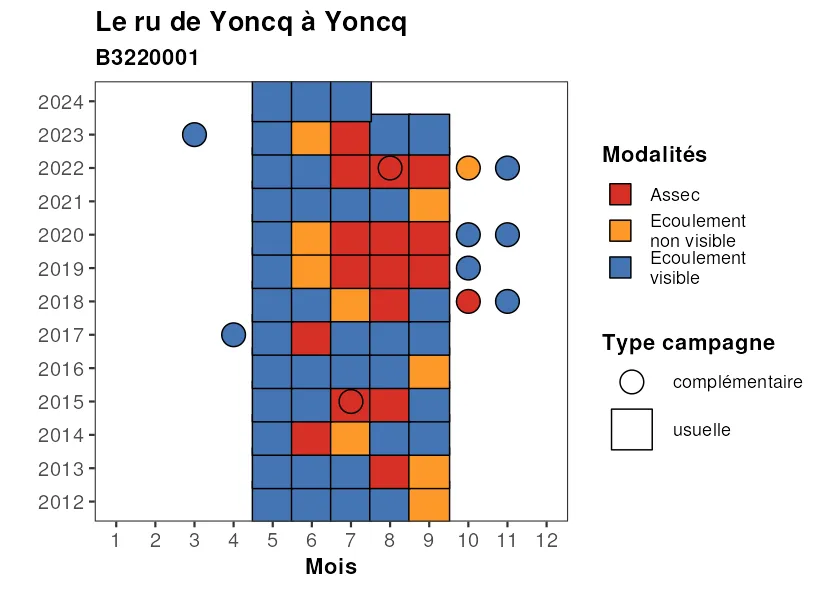 Le ru de Yoncq à Yoncq
B3220001
2024
2023
2022
2021
2020
2019
2018
2017
2016
2015
2014
2013
2012
1 2 3 4 5 6 7 8 9 10 11 12
Mois
Modalités
Assec
Ecoulement
non visible
Ecoulement
visible
Type campagne
complémentaire
usuelle